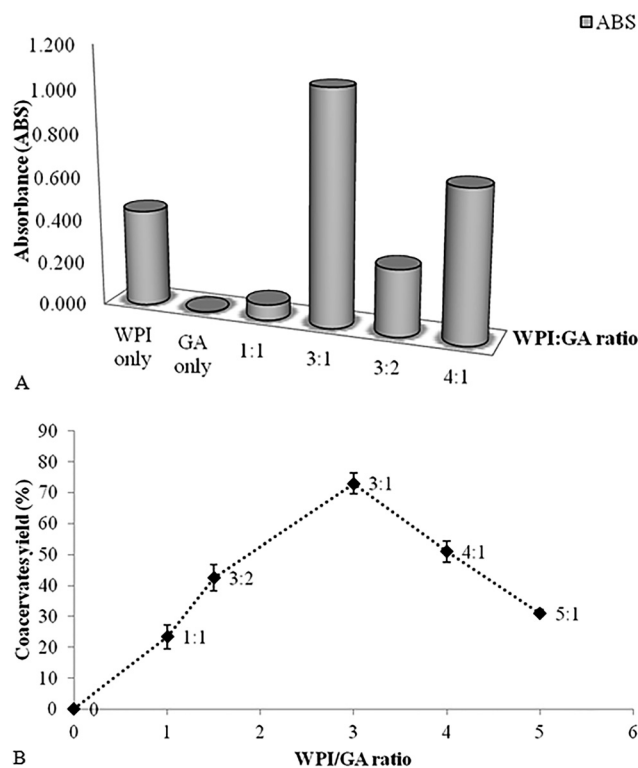 ABS
1.200
1.000
0.800
0.600
0.400
0.200
0.000
Absorbance (ABS)
WPI only
GA only
1:1
3:1
3:2
4:1
WPI:GA ratio
A
90
80
70
60
50
40
30
20
10
0
Coacervates yield (%)
0
1:1
3:2
3:1
4:1
5:1
0 1 2 3 4 5 6
WPI/GA ratio
B